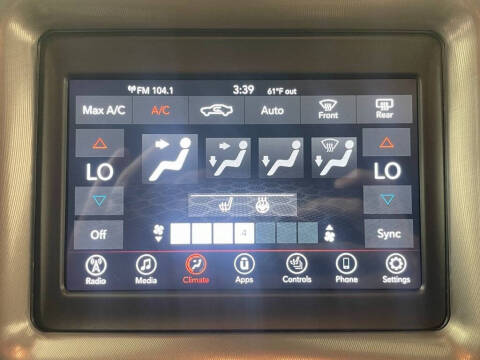 FM 104.1 3:39 61°F out
Max A/C A/C Auto Front Rear
LO LO
4
Off Sync
Radio Media Climate Apps Controls Phone Settings